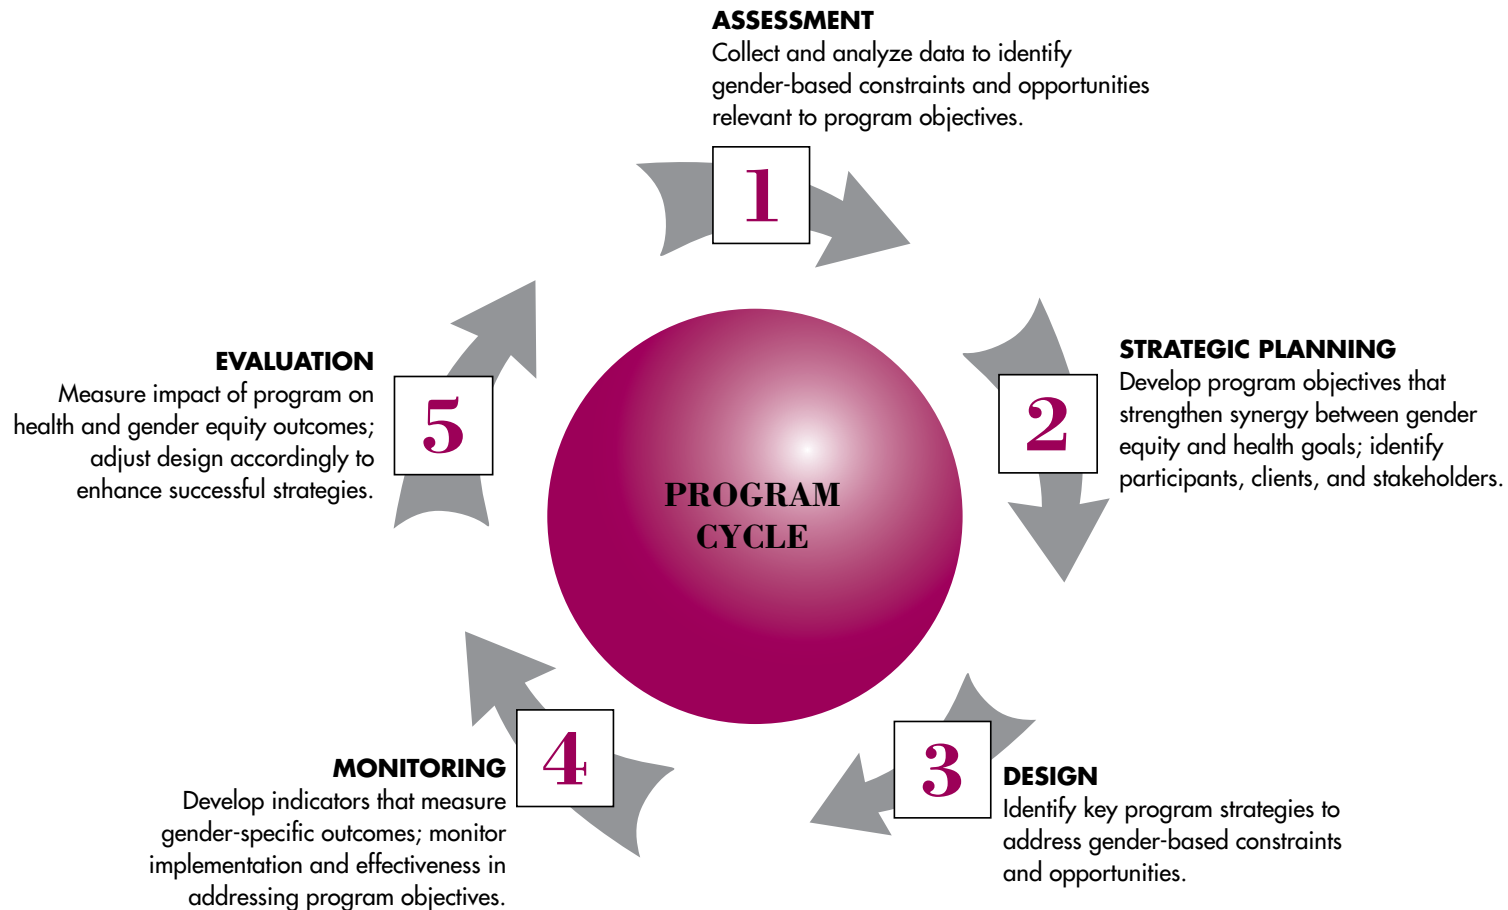 ASSESSMENT
Collect and analyze data to identify
gender-based constraints and opportunities
relevant to program objectives.
1
STRATEGIC PLANNING
Develop program objectives that
strengthen synergy between gender
equity and health goals; identify
participants, clients, and stakeholders.
2
DESIGN
Identify key program strategies to
address gender-based constraints
and opportunities.
3
MONITORING
Develop indicators that measure
gender-specific outcomes; monitor
implementation and effectiveness in
addressing program objectives.
4
EVALUATION
Measure impact of program on
health and gender equity outcomes;
adjust design accordingly to
enhance successful strategies.
5
PROGRAM
CYCLE